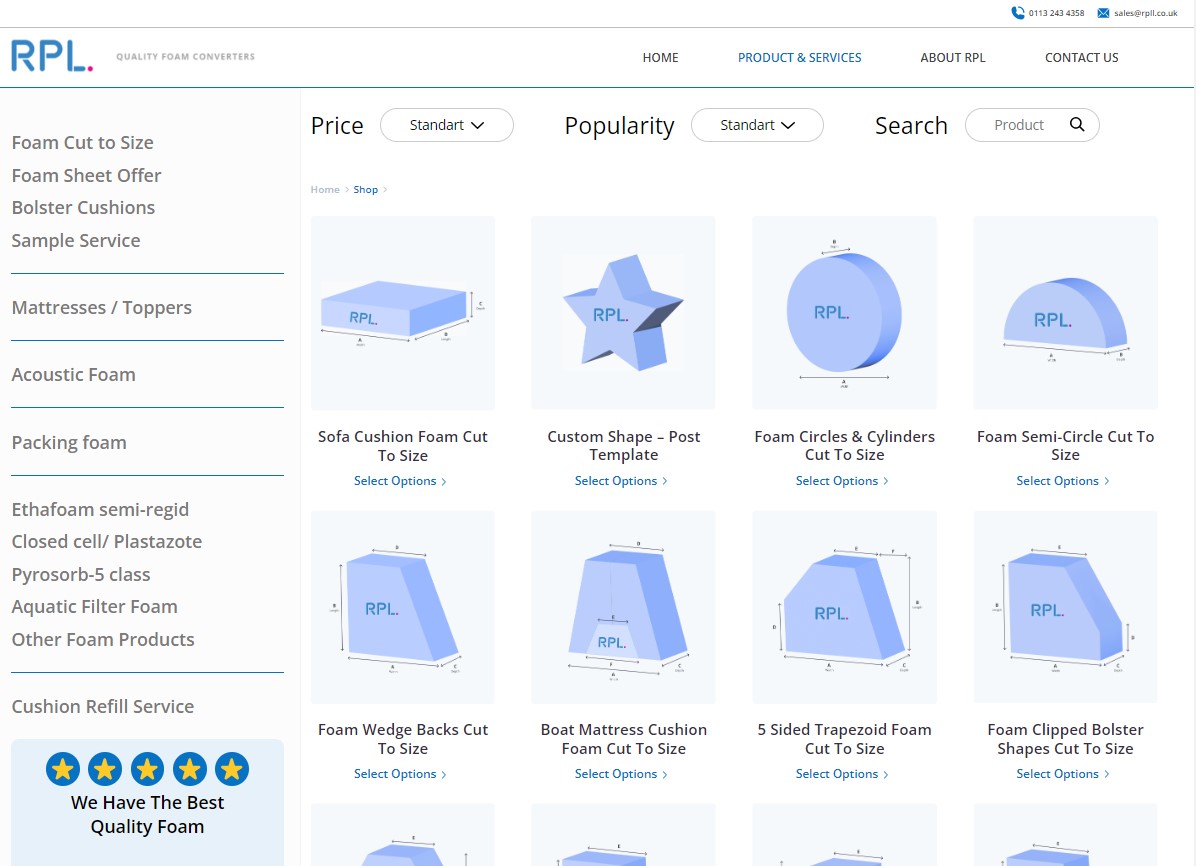 0113 243 4358
sales@rpll.co.uk
RPL.
QUALITY FOAM CONVERTERS
HOME
PRODUCT & SERVICES
ABOUT RPL
CONTACT US
Foam Cut to Size
Foam Sheet Offer
Bolster Cushions
Sample Service
Mattresses / Toppers
Acoustic Foam
Packing foam
Ethafoam semi-regid
Closed cell/ Plastazote
Pyrosorb-5 class
Aquatic Filter Foam
Other Foam Products
Cushion Refill Service
We Have The Best
Quality Foam
Price
Standart
Popularity
Standart
Search
Product
Home > Shop >
RPL.
RPL.
RPL.
RPL.
Sofa Cushion Foam Cut
To Size
Select Options >
Custom Shape – Post
Template
Select Options >
Foam Circles & Cylinders
Cut To Size
Select Options >
Foam Semi-Circle Cut To
Size
Select Options >
RPL.
RPL.
RPL.
RPL.
Foam Wedge Backs Cut
To Size
Select Options >
Boat Mattress Cushion
Foam Cut To Size
Select Options >
5 Sided Trapezoid Foam
Cut To Size
Select Options >
Foam Clipped Bolster
Shapes Cut To Size
Select Options >